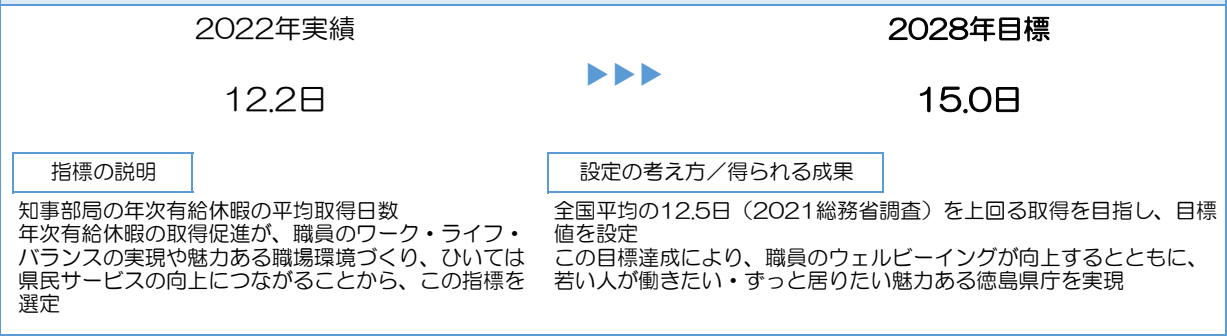 2022年実績
2028年目標
▶▶▶
12.2日
15.0日
指標の説明
知事部局の年次有給休暇の平均取得日数
年次有給休暇の取得促進が、職員のワーク・ライフ・
バランスの実現や魅力ある職場環境づくり、ひいては
県民サービスの向上につながることから、この指標を
選定
設定の考え方／得られる成果
全国平均の12.5日（2021総務省調査）を上回る取得を目指し、目標
値を設定
この目標達成により、職員のウェルビーイングが向上するとともに、
若い人が働きたい・ずっと居りたい魅力ある徳島県庁を実現